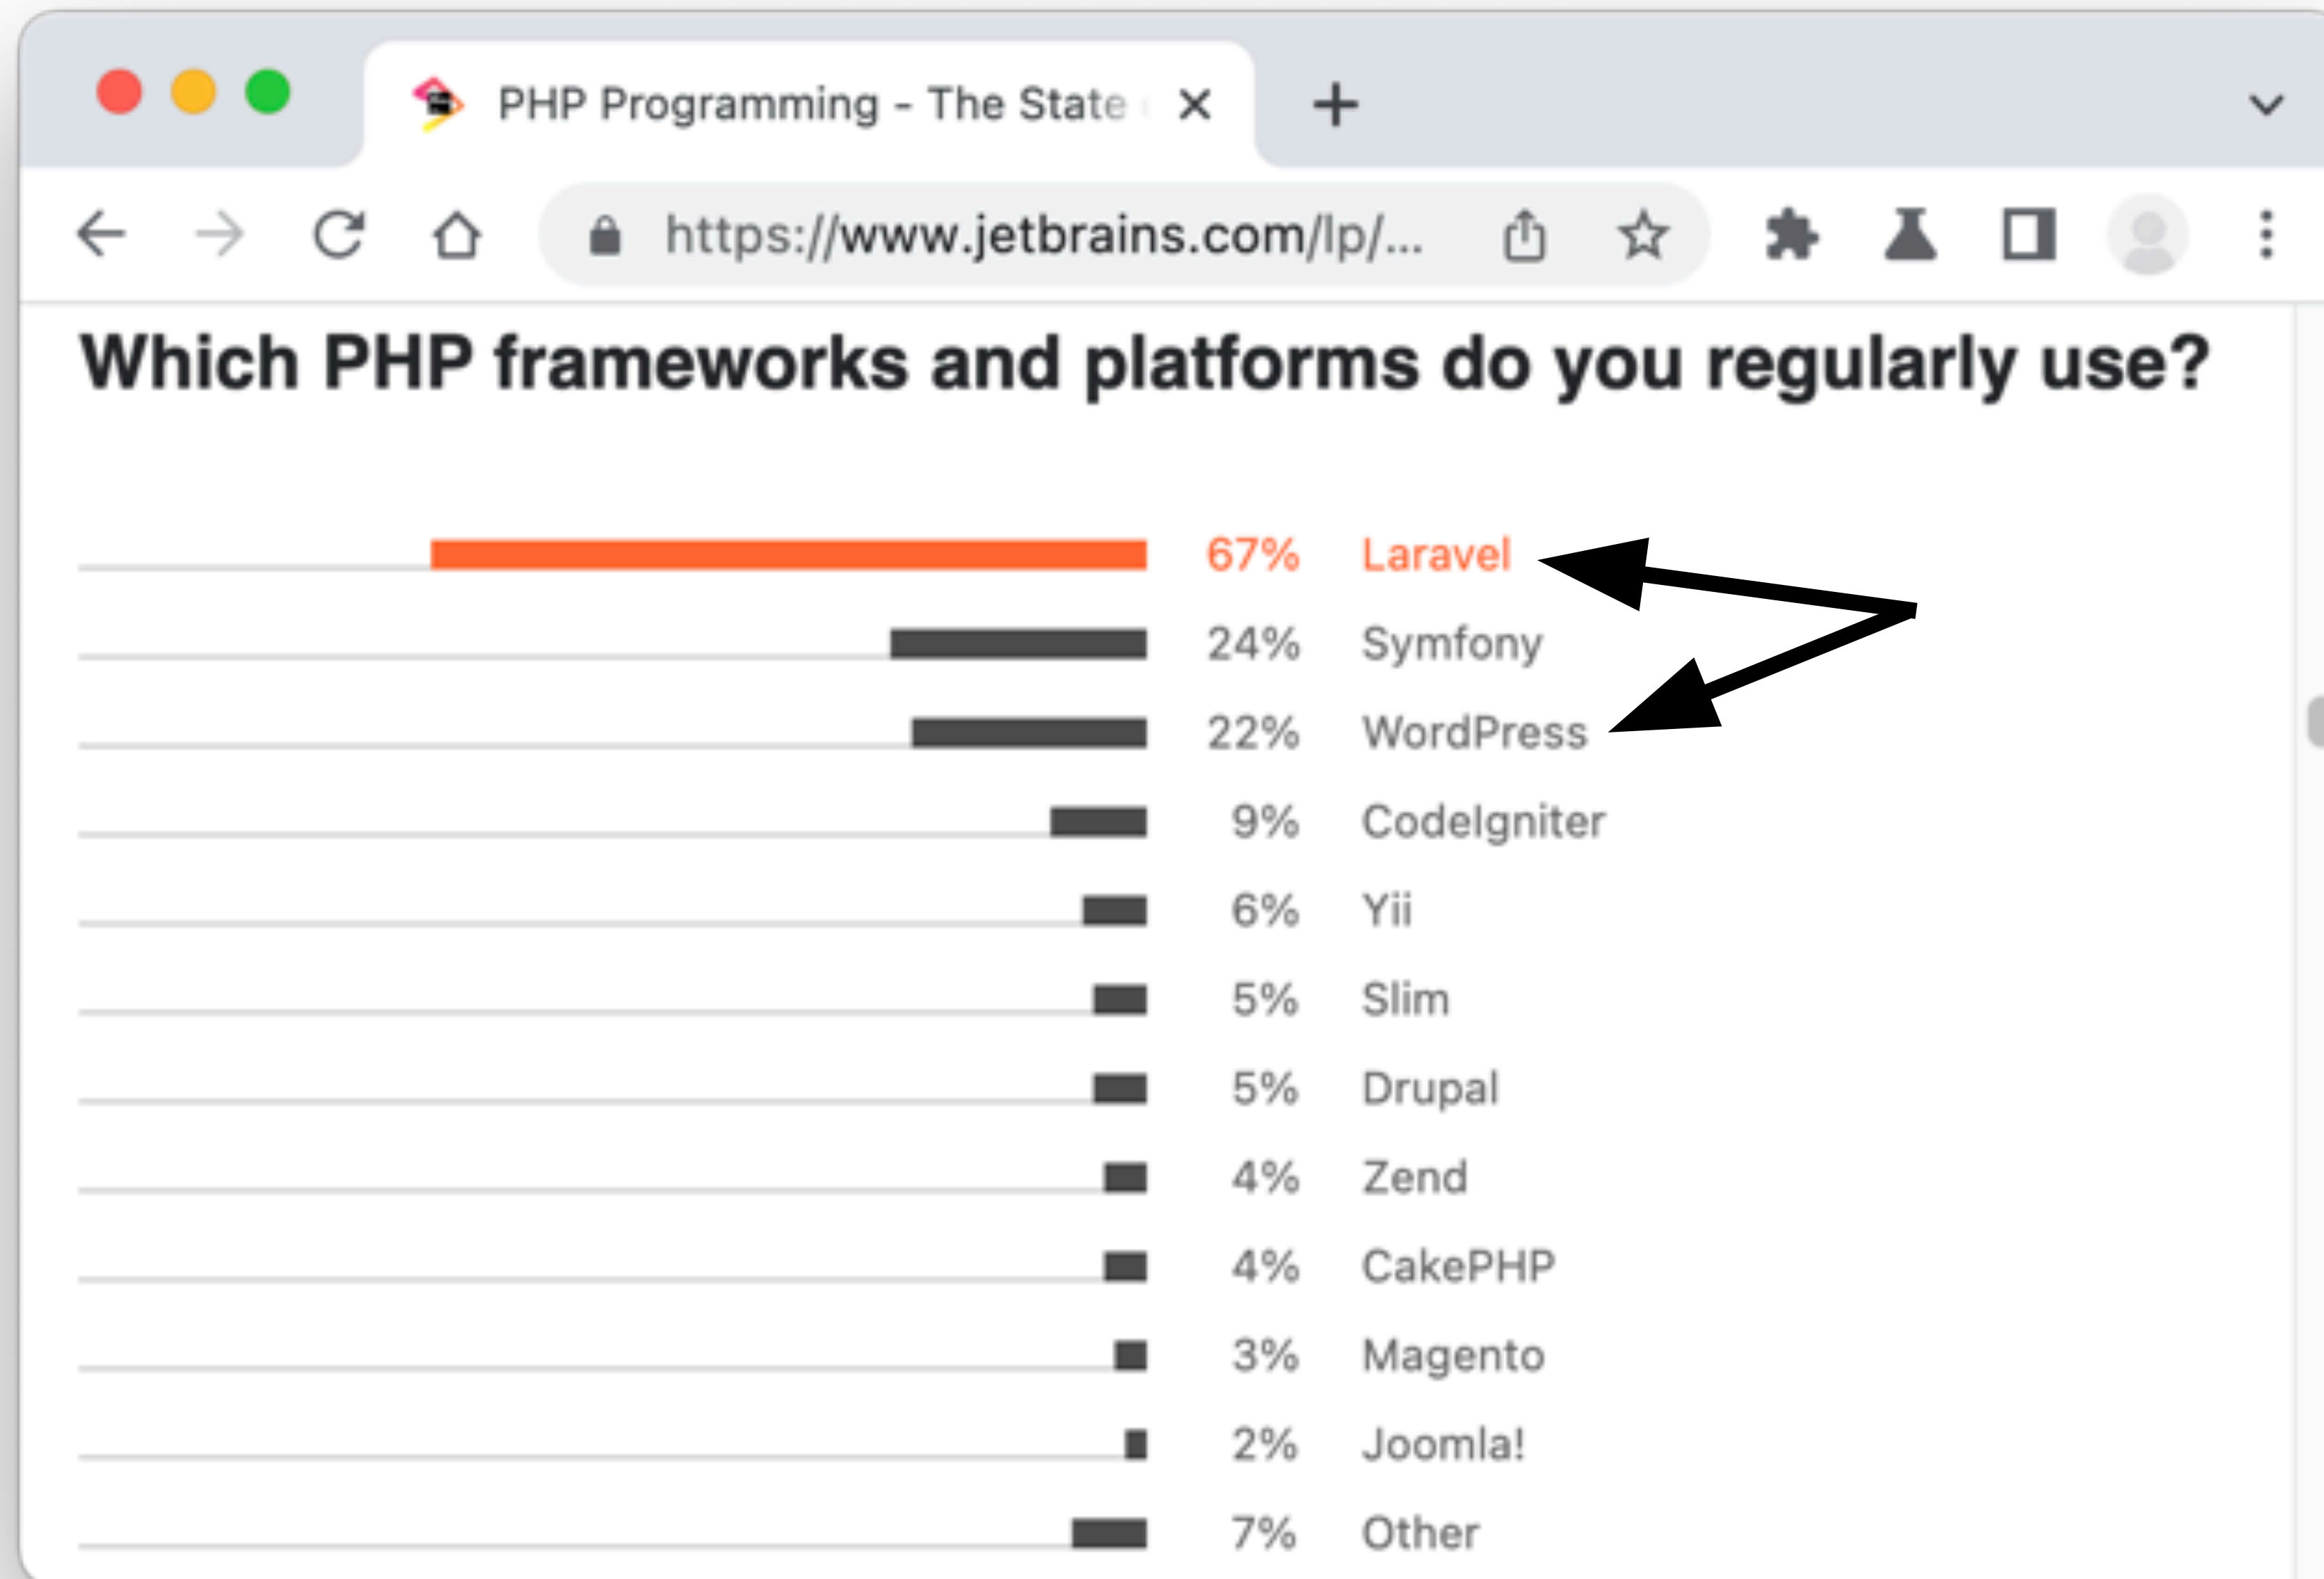 PHP Programming - The State
https://www.jetbrains.com/lp/...
Which PHP frameworks and platforms do you regularly use?
67% Laravel
24% Symfony
22% WordPress
9% CodeIgniter
6% Yii
5% Slim
5% Drupal
4% Zend
4% CakePHP
3% Magento
2% Joomla!
7% Other